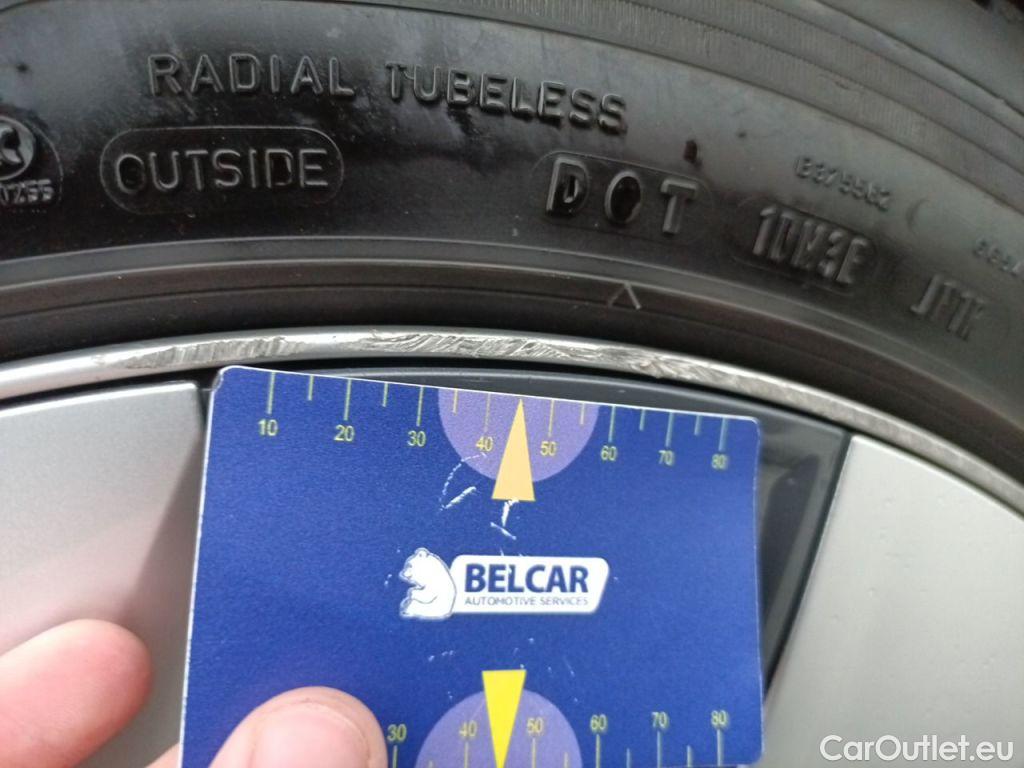 RADIAL TUBELESS
OUTSIDE
DOT
10 20 30 40 50 60 70 80
BELCAR
AUTOMOTIVE SERVICES
30 40 50 60 70 80
CarOutlet.eu